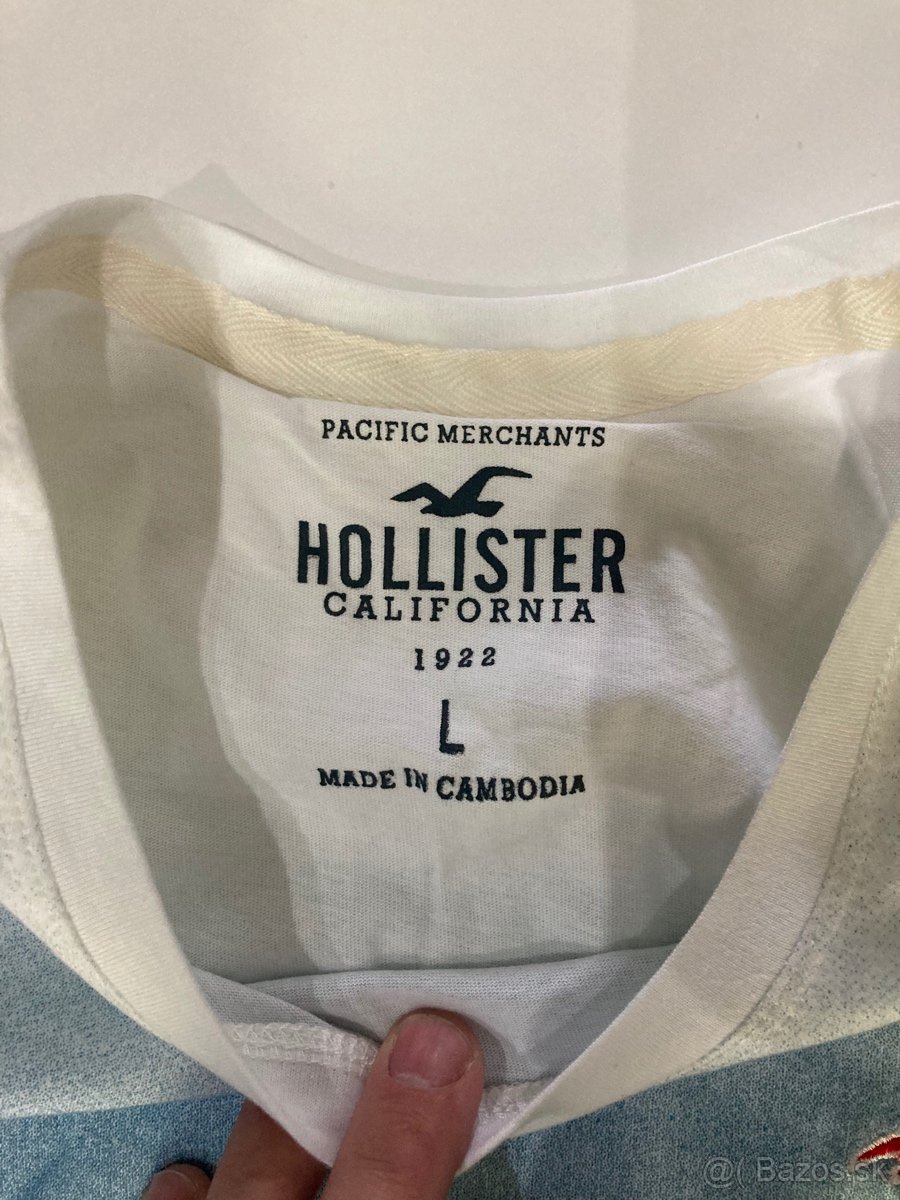 PACIFIC MERCHANTS
HOLLISTER
CALIFORNIA
1922
L
MADE IN CAMBODIA
@( Bazos.sk